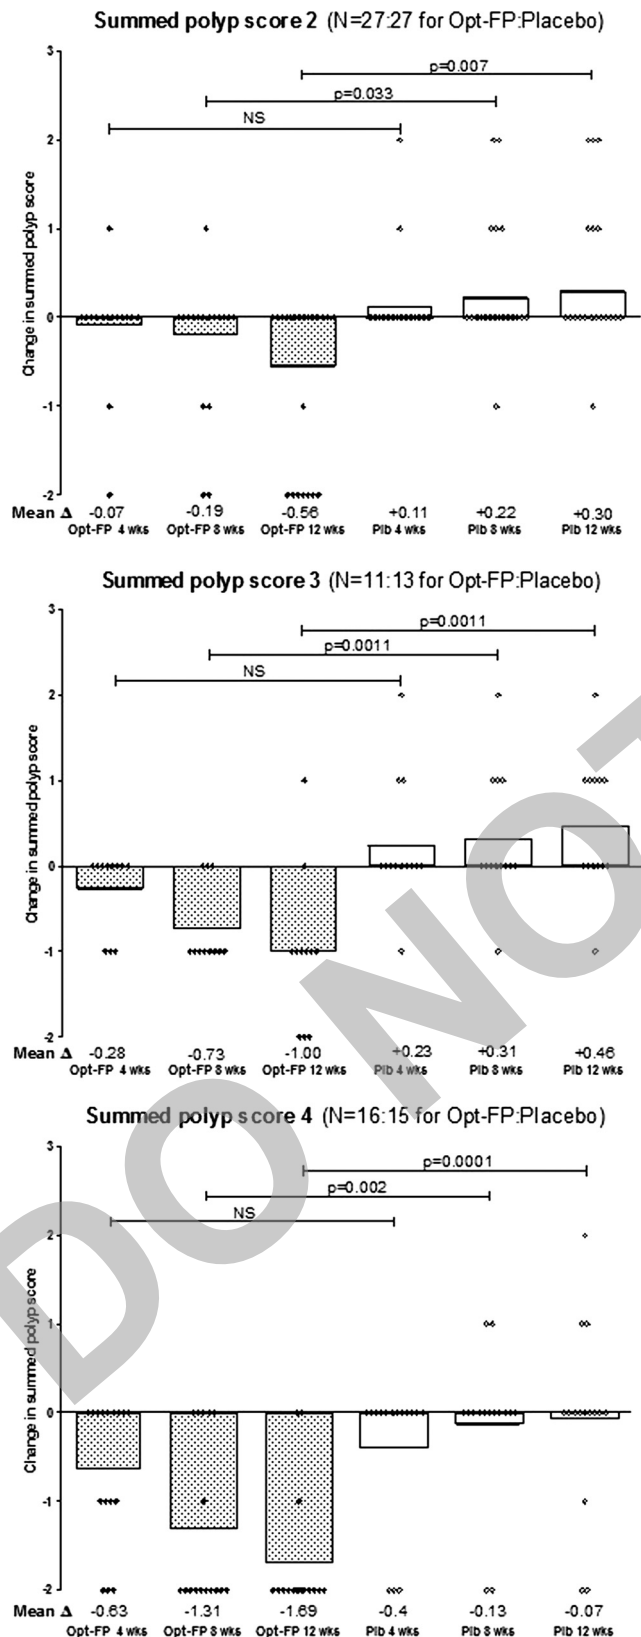 Summed polyp score 2 (N=27:27 for Opt-FP:Placebo)
3
p=0.007
p=0.033
NS
2
1
0
-1
-2
Change in summed polyp score
Mean Δ -0.07 -0.19 -0.56 +0.11 +0.22 +0.30
Opt-FP 4 wks Opt-FP 8 wks Opt-FP 12 wks Plb 4 wks Plb 8 wks Plb 12 wks
Summed polyp score 3 (N=11:13 for Opt-FP:Placebo)
3
p=0.0011
p=0.0011
NS
2
1
0
-1
-2
Change in summed polyp score
Mean Δ -0.28 -0.73 -1.00 +0.23 +0.31 +0.46
Opt-FP 4 wks Opt-FP 8 wks Opt-FP 12 wks Plb 4 wks Plb 8 wks Plb 12 wks
Summed polyp score 4 (N=16:15 for Opt-FP:Placebo)
3
p=0.0001
p=0.002
NS
2
1
0
-1
-2
Change in summed polyp score
Mean Δ -0.63 -1.31 -1.69 -0.4 -0.13 -0.07
Opt-FP 4 wks Opt-FP 8 wks Opt-FP 12 wks Plb 4 wks Plb 8 wks Plb 12 wks
DO NOT